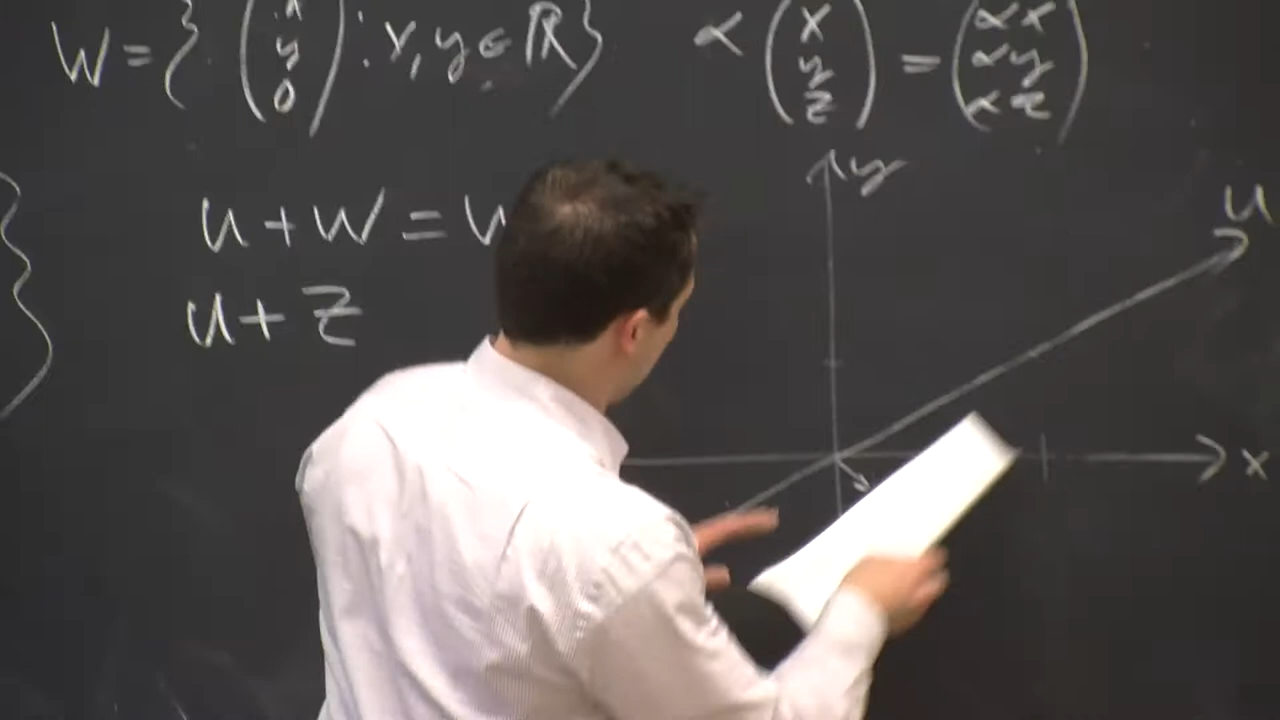 W = { (x y 0) : x, y ∈ ℝ }
α (x y z) = (αx αy αz)
u + W = W
u + Z
y
u
x